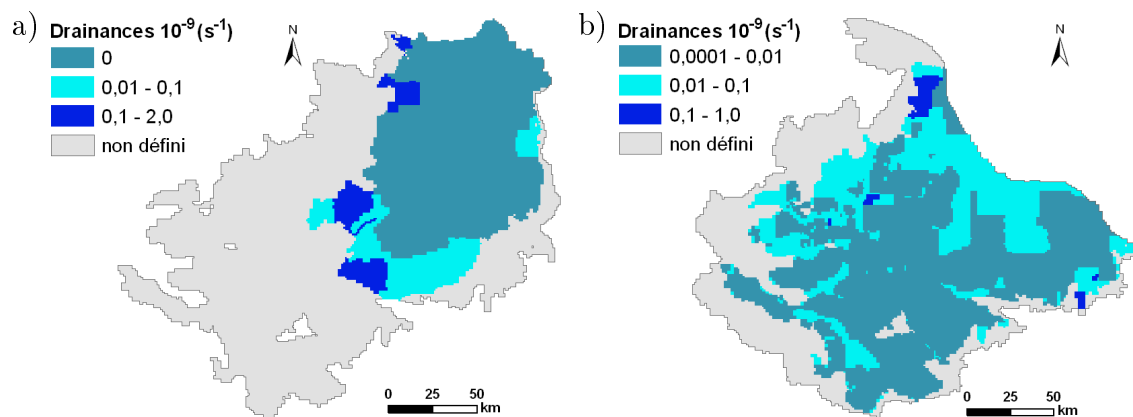 a) Drainances 10⁻⁹ (s⁻¹)
0
0,01 - 0,1
0,1 - 2,0
non défini
N
0 25 50
km
b) Drainances 10⁻⁹ (s⁻¹)
0,0001 - 0,01
0,01 - 0,1
0,1 - 1,0
non défini
N
0 25 50
km